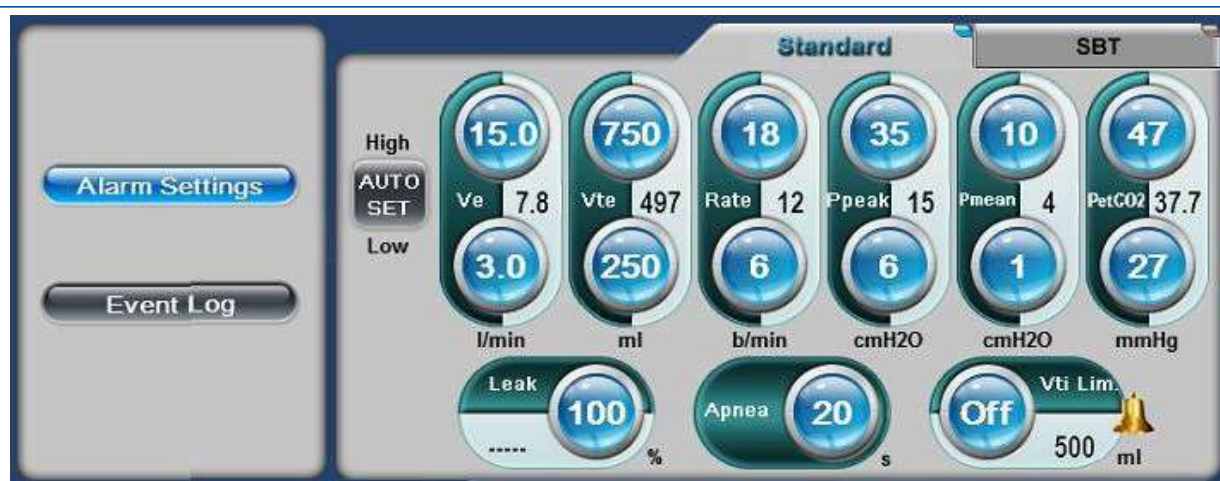 Standard SBT
High
AUTO SET
Low
Alarm Settings
Event Log
15.0 750 18 35 10 47
Ve 7.8 Vte 497 Rate 12 Ppeak 15 Pmean 4 PetCO2 37.7
3.0 250 6 6 1 27
l/min ml b/min cmH2O cmH2O mmHg
Leak 100 ----- %
Apnea 20 s
Off Vti Lim. 500 ml